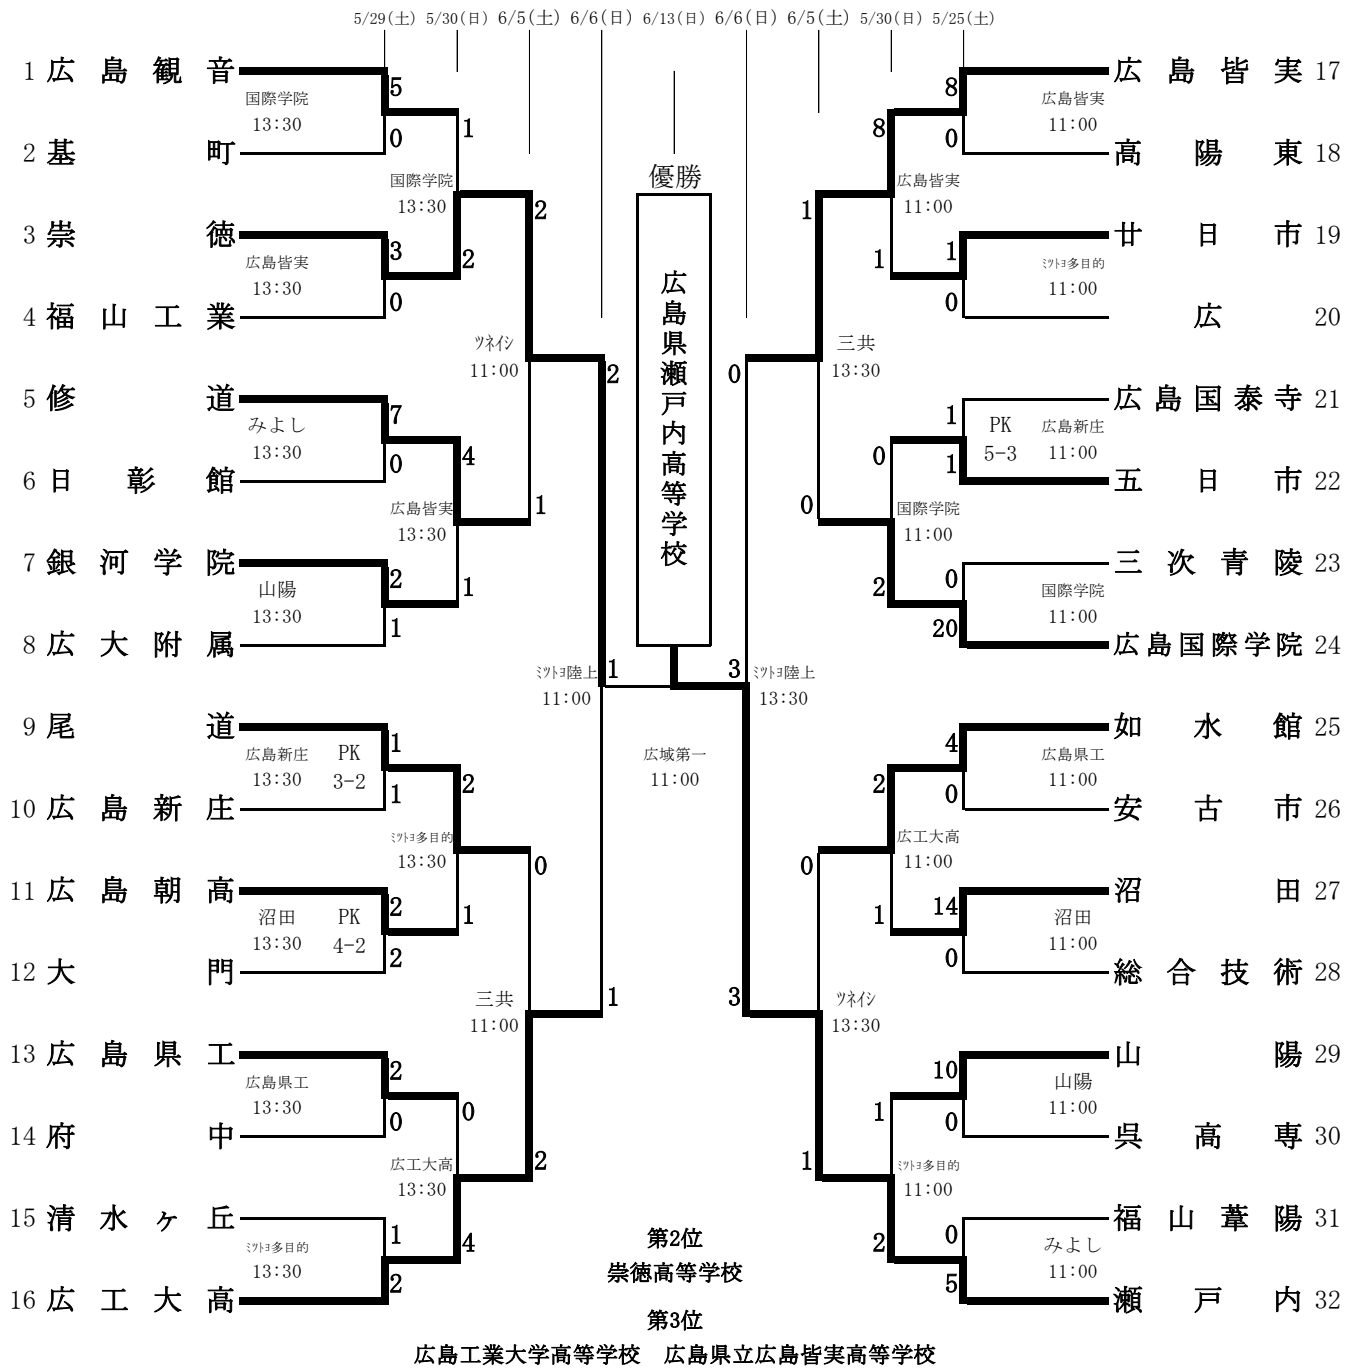 5/29(土) 5/30(日) 6/5(土) 6/6(日) 6/13(日) 6/6(日) 6/5(土) 5/30(日) 5/25(土)
1 広島観音
国際学院
13:30
5
0
2 基町
国際学院
13:30
1
2
3 崇徳
広島皆実
13:30
3
0
4 福山工業
ツネイシ
11:00
2
1
5 修道
みよし
13:30
7
0
6 日彰館
広島皆実
13:30
4
1
7 銀河学院
山陽
13:30
2
1
8 広大附属
ミツトヨ陸上
11:00
2
1
9 尾道
広島新庄
13:30
PK
3-2
1
1
10 広島新庄
ミツトヨ多目的
13:30
2
1
11 広島朝高
沼田
13:30
PK
4-2
2
2
12 大門
三共
11:00
0
2
13 広島県工
広島県工
13:30
2
0
14 府中
広工大高
13:30
0
4
15 清水ヶ丘
ミツトヨ多目的
13:30
1
2
16 広工大高
優勝
広島県瀬戸内高等学校
1
3
広域第一
11:00
広島皆実 17
広島皆実
11:00
8
0
高陽東 18
広島皆実
11:00
8
1
廿日市 19
ミツトヨ多目的
11:00
1
0
広 20
三共
13:30
1
0
広島国泰寺 21
広島新庄
11:00
PK
5-3
1
1
五日市 22
国際学院
11:00
0
2
三次青陵 23
国際学院
11:00
0
20
広島国際学院 24
ミツトヨ陸上
13:30
0
3
如水館 25
広島県工
11:00
4
0
安古市 26
広工大高
11:00
2
1
沼田 27
沼田
11:00
14
0
総合技術 28
ツネイシ
13:30
0
1
山陽 29
山陽
11:00
10
0
呉高専 30
ミツトヨ多目的
11:00
1
2
福山葦陽 31
みよし
11:00
0
5
瀬戸内 32
第2位
崇徳高等学校
第3位
広島工業大学高等学校 広島県立広島皆実高等学校